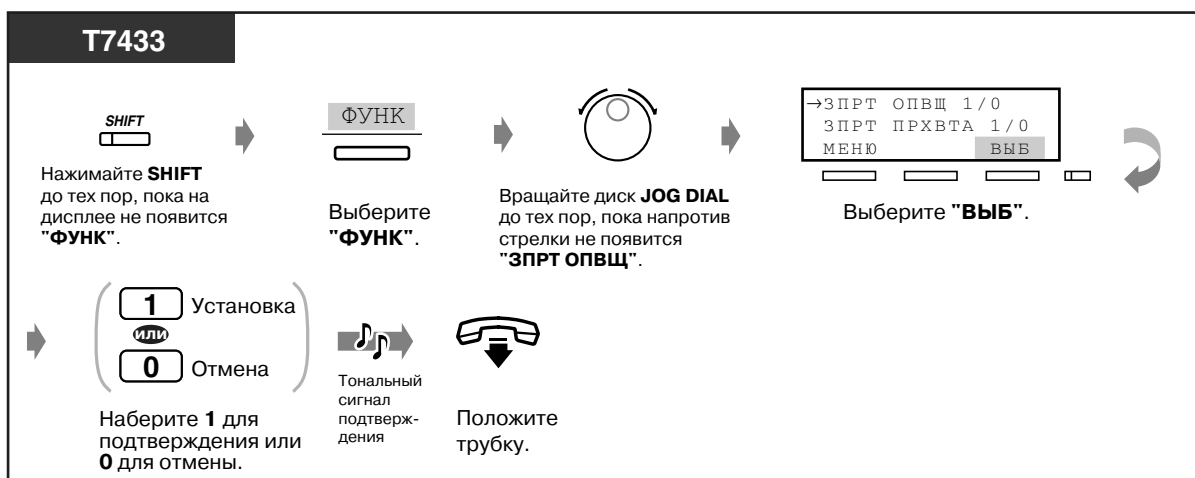 T7433
SHIFT
Нажимайте SHIFT
до тех пор, пока на
дисплее не появится
"ФУНК".
ФУНК
Выберите
"ФУНК".
Вращайте диск JOG DIAL
до тех пор, пока напротив
стрелки не появится
"ЗПРТ ОПВЩ".
→ЗПРТ ОПВЩ 1/0
ЗПРТ ПРХВТА 1/0
МЕНЮ ВЫБ
Выберите "ВЫБ".
1 Установка
или
0 Отмена
Наберите 1 для
подтверждения или
0 для отмены.
Тональный
сигнал
подтверж-
дения
Положите
трубку.